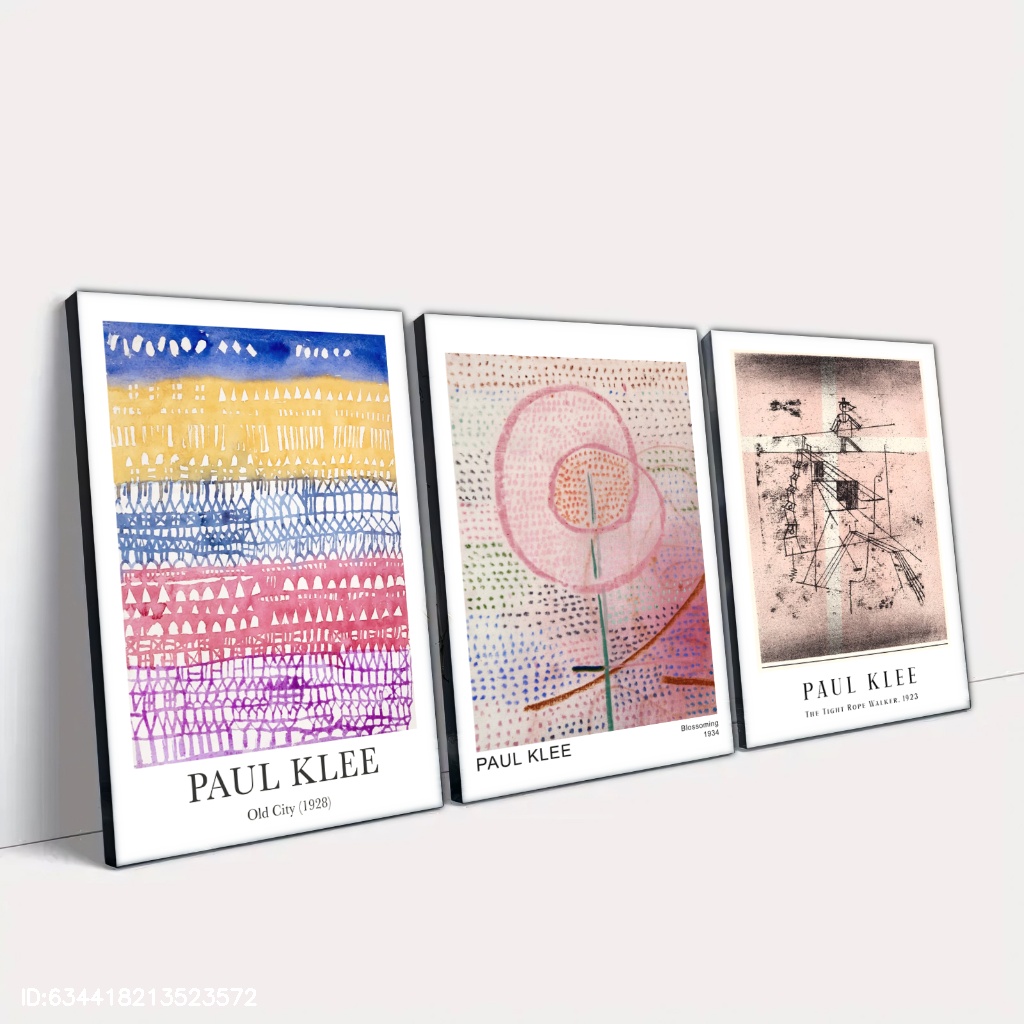 PAUL KLEE
Old City (1928)
PAUL KLEE
Blossoming
1934
PAUL KLEE
The Tight Rope Walker, 1923
ID:634418213523572